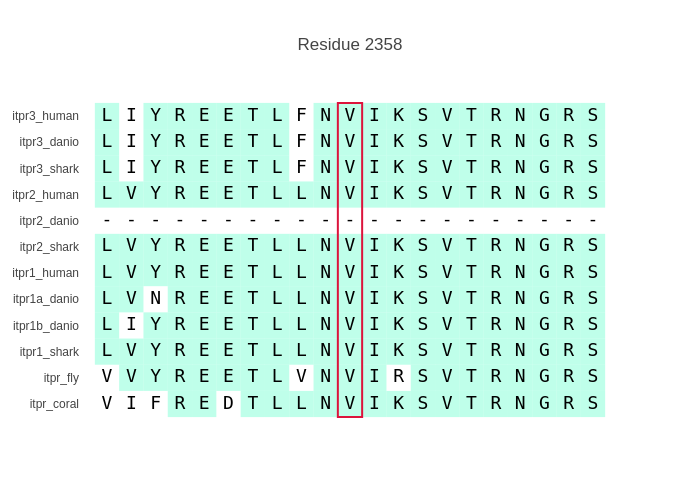 Residue 2358
itpr3_human L I Y R E E T L F N V I K S V T R N G R S
itpr3_danio L I Y R E E T L F N V I K S V T R N G R S
itpr3_shark L I Y R E E T L F N V I K S V T R N G R S
itpr2_human L V Y R E E T L L N V I K S V T R N G R S
itpr2_danio - - - - - - - - - - - - - - - - - - - - -
itpr2_shark L V Y R E E T L L N V I K S V T R N G R S
itpr1_human L V Y R E E T L L N V I K S V T R N G R S
itpr1a_danio L V N R E E T L L N V I K S V T R N G R S
itpr1b_danio L I Y R E E T L L N V I K S V T R N G R S
itpr1_shark L V Y R E E T L L N V I K S V T R N G R S
itpr_fly V V Y R E E T L V N V I R S V T R N G R S
itpr_coral V I F R E D T L L N V I K S V T R N G R S